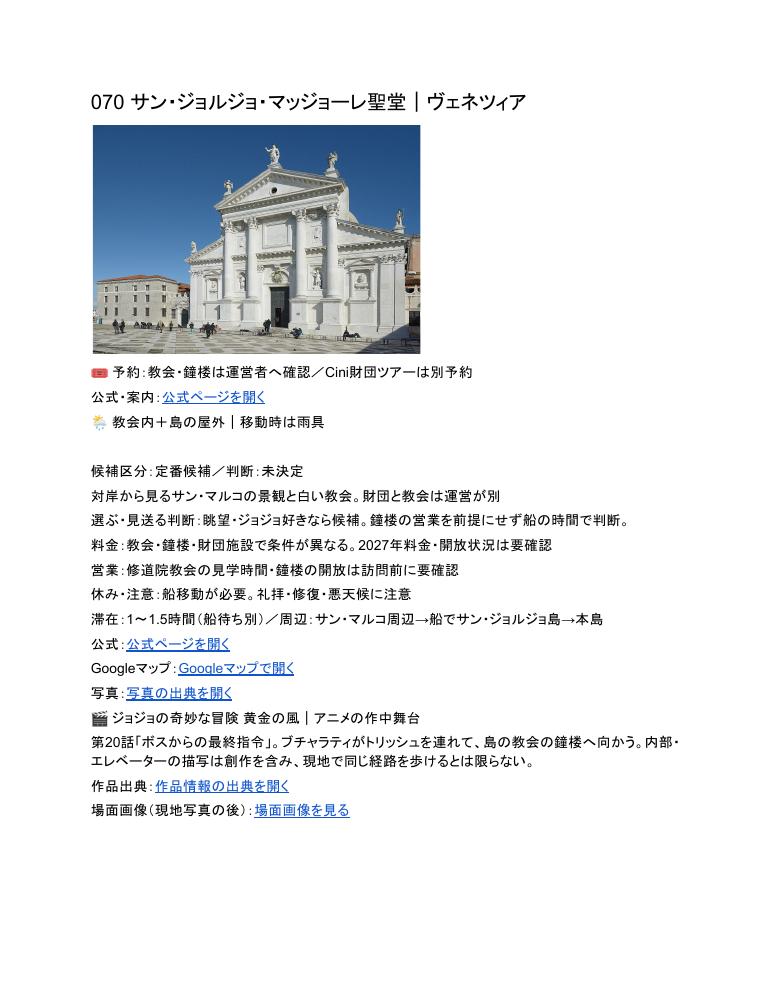 070 サン・ジョルジョ・マッジョーレ聖堂｜ヴェネツィア
🎟️ 予約：教会・鐘楼は運営者へ確認／Cini財団ツアーは別予約
公式・案内：公式ページを開く
🌦️ 教会内＋島の屋外｜移動時は雨具
候補区分：定番候補／判断：未決定
対岸から見るサン・マルコの景観と白い教会。財団と教会は運営が別
選ぶ・見送る判断：眺望・ジョジョ好きなら候補。鐘楼の営業を前提にせず船の時間で判断。
料金：教会・鐘楼・財団施設で条件が異なる。2027年料金・開放状況は要確認
営業：修道院教会の見学時間・鐘楼の開放は訪問前に要確認
休み・注意：船移動が必要。礼拝・修復・悪天候に注意
滞在：1〜1.5時間（船待ち別）／周辺：サン・マルコ周辺→船でサン・ジョルジョ島→本島
公式：公式ページを開く
Googleマップ：Googleマップで開く
写真：写真の出典を開く
🎬 ジョジョの奇妙な冒険 黄金の風｜アニメの作中舞台
第20話「ボスからの最終指令」。ブチャラティがトリッシュを連れて、島の教会の鐘楼へ向かう。内部・
エレベーターの描写は創作を含み、現地で同じ経路を歩けるとは限らない。
作品出典：作品情報の出典を開く
場面画像（現地写真の後）：場面画像を見る